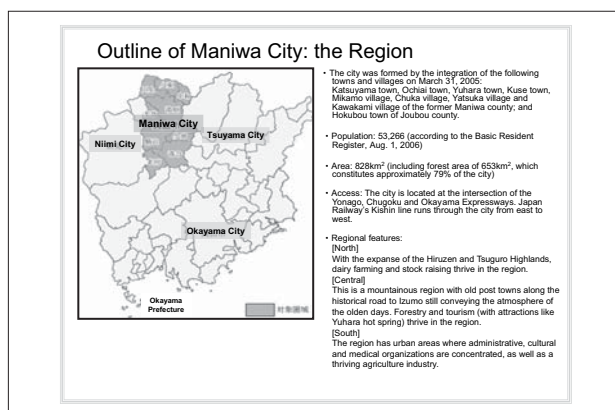 Outline of Maniwa City: the Region
Maniwa City
Tsuyama City
Niimi City
Okayama City
Okayama
Prefecture
対象圏域
• The city was formed by the integration of the following
towns and villages on March 31, 2005:
Katsuyama town, Ochiai town, Yuhara town, Kuse town,
Mikamo village, Chuka village, Yatsuka village and
Kawakami village of the former Maniwa county; and
Hokubou town of Joubou county.
• Population: 53,266 (according to the Basic Resident
Register, Aug. 1, 2006)
• Area: 828km² (including forest area of 653km², which
constitutes approximately 79% of the city)
• Access: The city is located at the intersection of the
Yonago, Chugoku and Okayama Expressways. Japan
Railway's Kishin line runs through the city from east to
west.
• Regional features:
[North]
With the expanse of the Hiruzen and Tsuguro Highlands,
dairy farming and stock raising thrive in the region.
[Central]
This is a mountainous region with old post towns along the
historical road to Izumo still conveying the atmosphere of
the olden days. Forestry and tourism (with attractions like
Yuhara hot spring) thrive in the region.
[South]
The region has urban areas where administrative, cultural
and medical organizations are concentrated, as well as a
thriving agriculture industry.